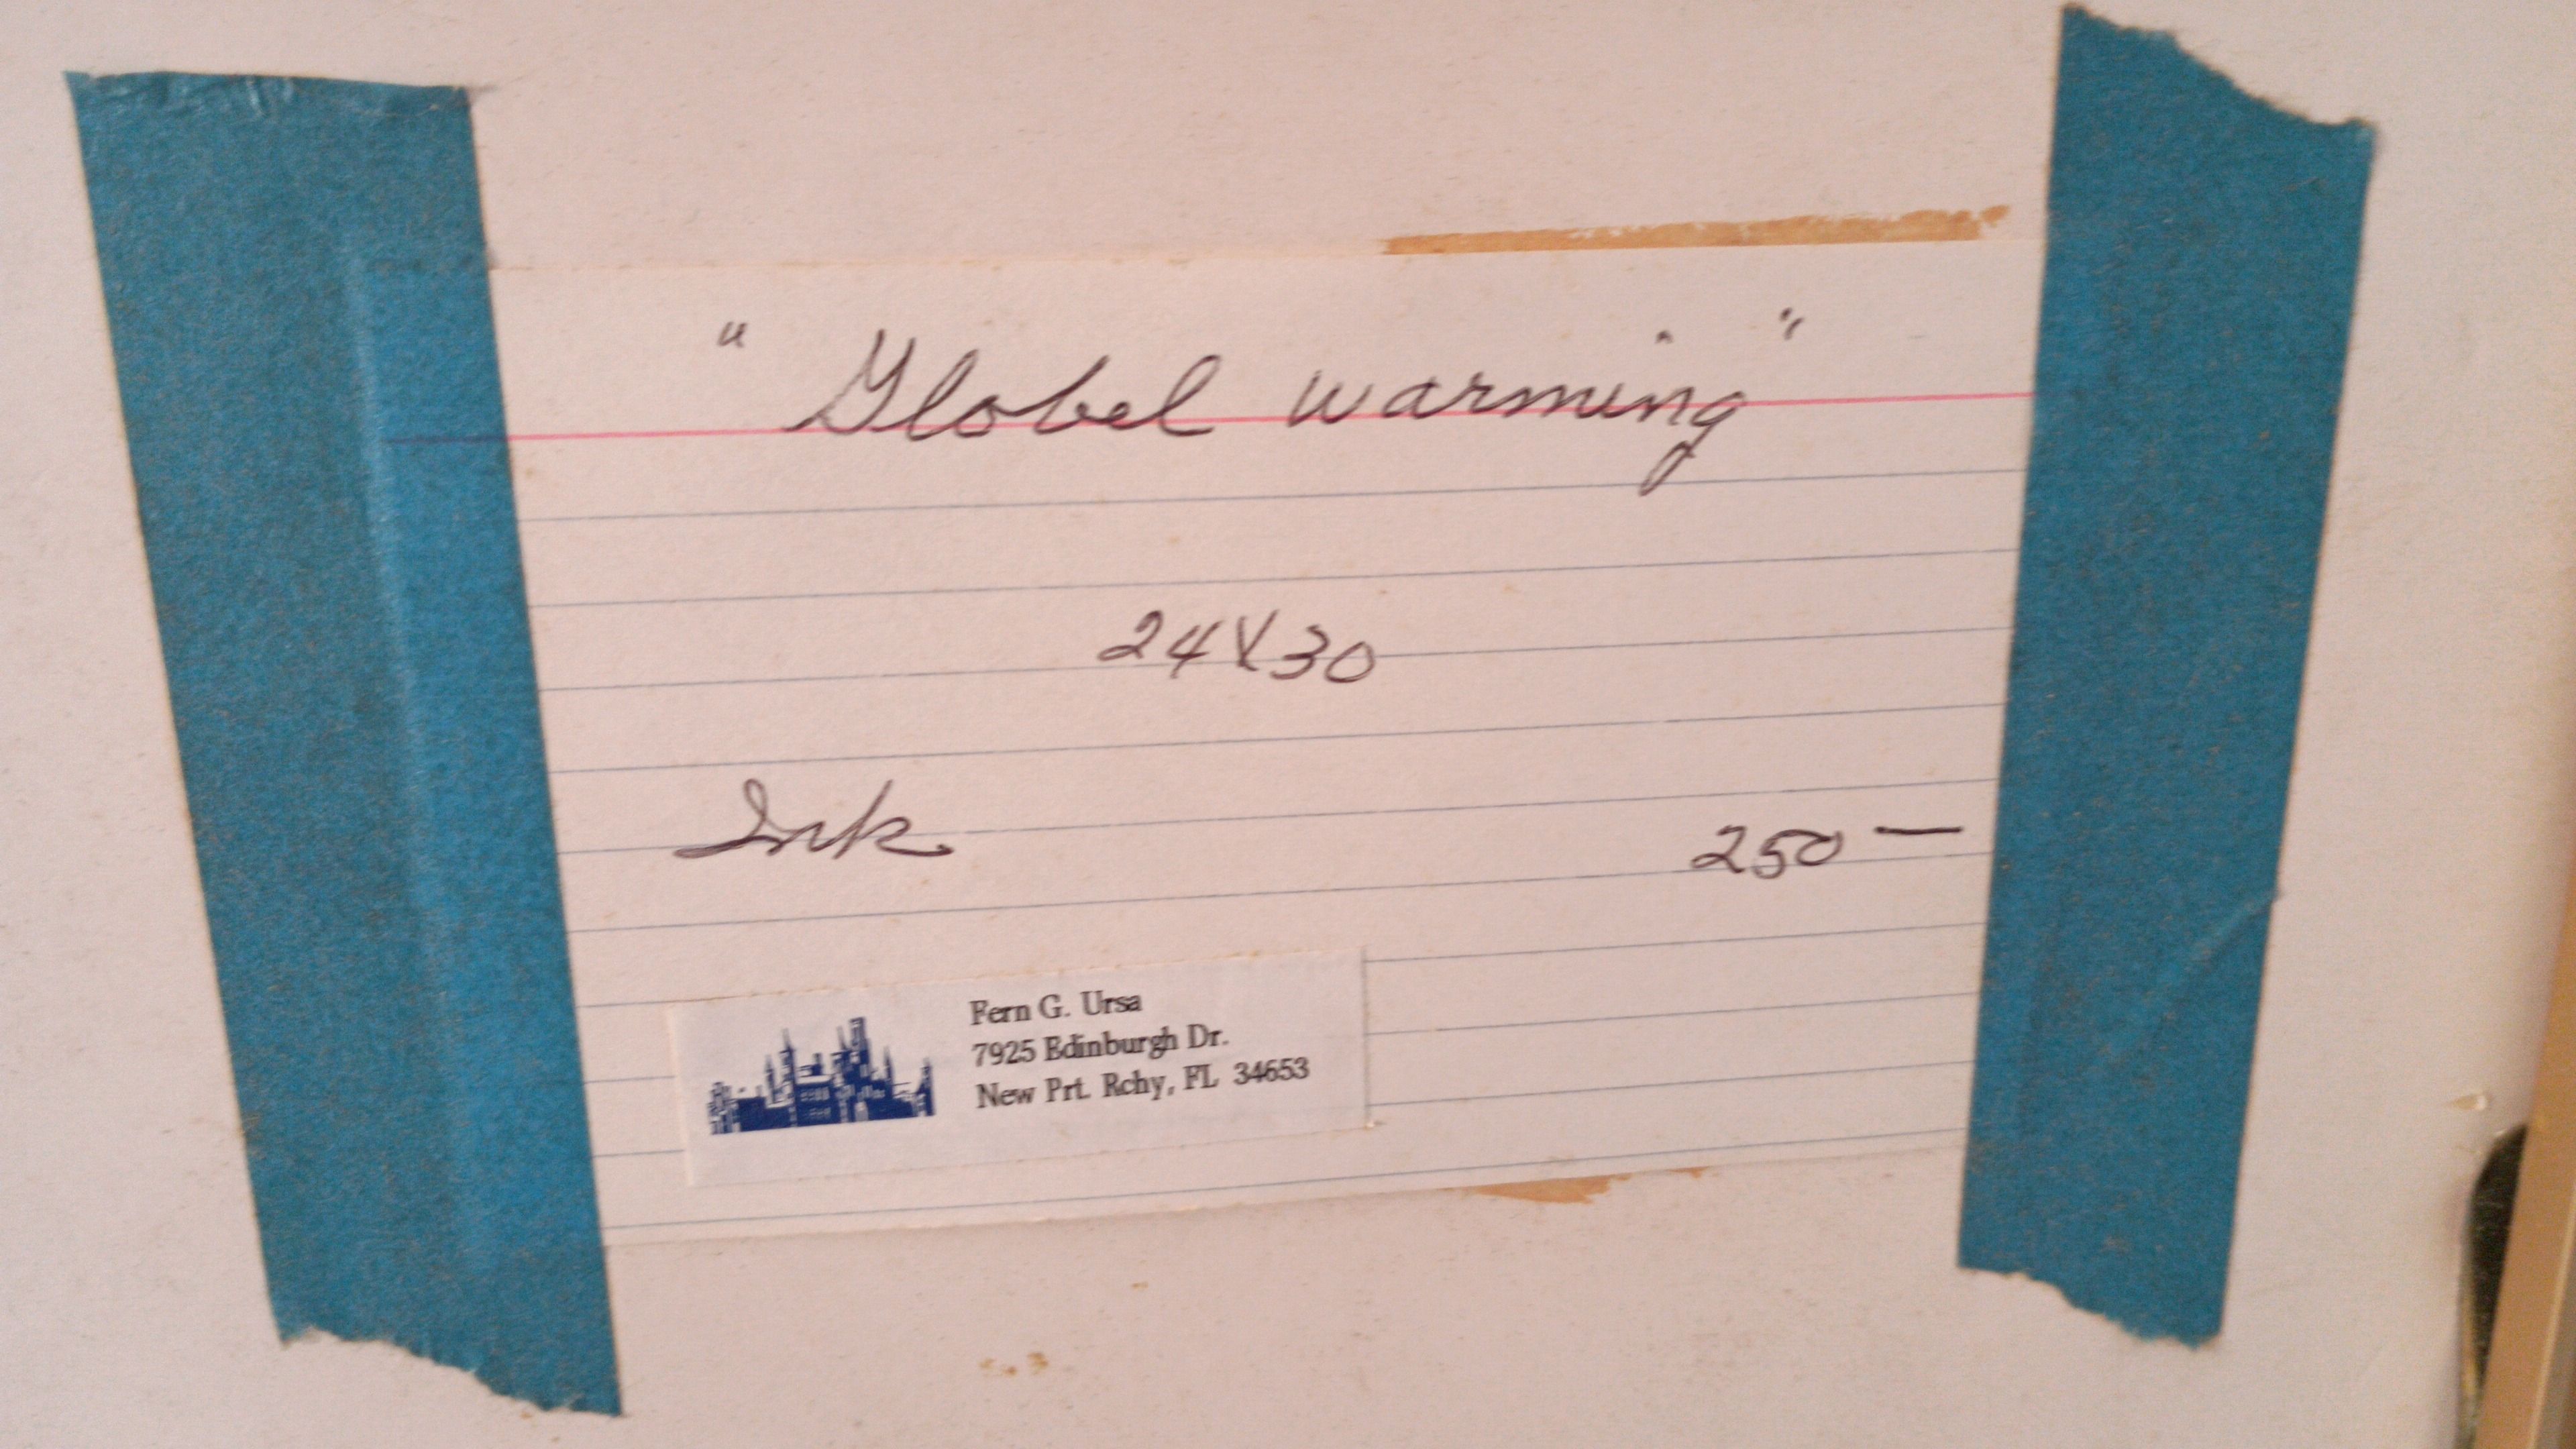 "Globel warming"
24X30
Ink 250 —
Fern G. Ursa
7925 Edinburgh Dr.
New Prt. Rchy, FL 34653